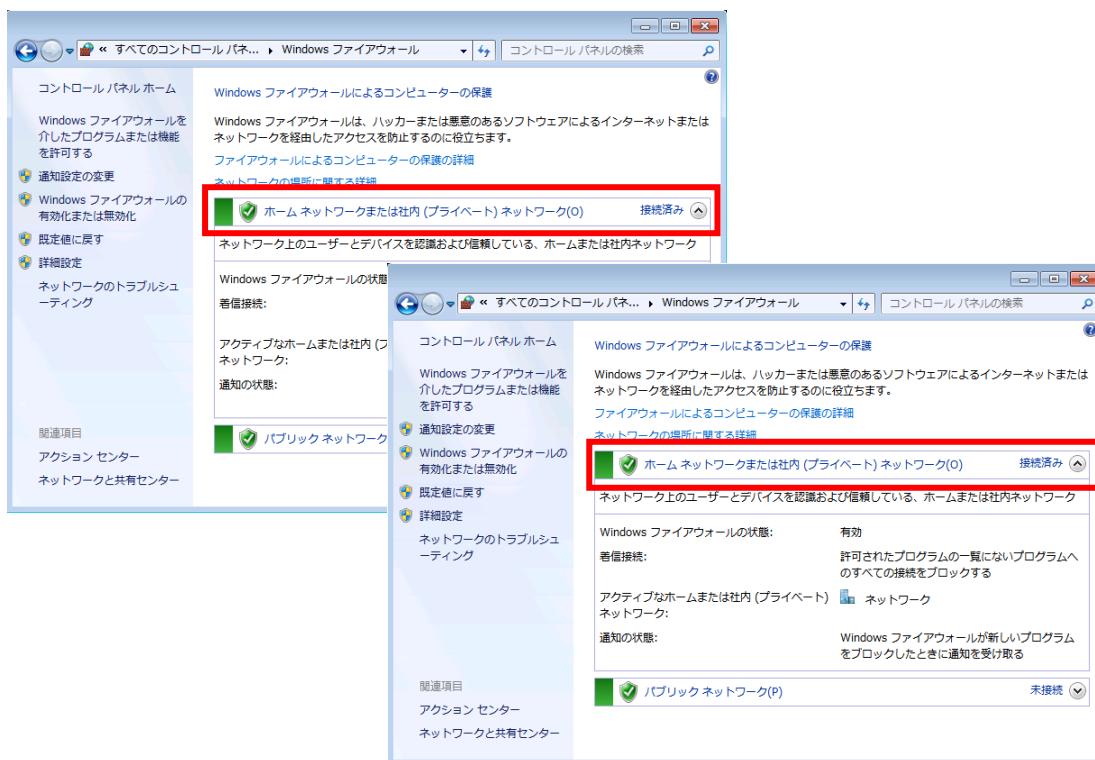 « すべてのコントロール パネ... ▸ Windows ファイアウォール
コントロール パネルの検索
コントロール パネル ホーム
Windows ファイアウォールを
介したプログラムまたは機能
を許可する
通知設定の変更
Windows ファイアウォールの
有効化または無効化
既定値に戻す
詳細設定
ネットワークのトラブルシュ
ーティング
関連項目
アクション センター
ネットワークと共有センター
Windows ファイアウォールによるコンピューターの保護
Windows ファイアウォールは、ハッカーまたは悪意のあるソフトウェアによるインターネットまたは
ネットワークを経由したアクセスを防止するのに役立ちます。
ファイアウォールによるコンピューターの保護の詳細
ネットワークの場所に関する詳細
ホーム ネットワークまたは社内 (プライベート) ネットワーク(O) 接続済み
ネットワーク上のユーザーとデバイスを認識および信頼している、ホームまたは社内ネットワーク
Windows ファイアウォールの状態
着信接続:
アクティブなホームまたは社内 (プ
ネットワーク:
通知の状態:
パブリック ネットワーク
« すべてのコントロール パネ... ▸ Windows ファイアウォール
コントロール パネルの検索
コントロール パネル ホーム
Windows ファイアウォールを
介したプログラムまたは機能
を許可する
通知設定の変更
Windows ファイアウォールの
有効化または無効化
既定値に戻す
詳細設定
ネットワークのトラブルシュ
ーティング
関連項目
アクション センター
ネットワークと共有センター
Windows ファイアウォールによるコンピューターの保護
Windows ファイアウォールは、ハッカーまたは悪意のあるソフトウェアによるインターネットまたは
ネットワークを経由したアクセスを防止するのに役立ちます。
ファイアウォールによるコンピューターの保護の詳細
ネットワークの場所に関する詳細
ホーム ネットワークまたは社内 (プライベート) ネットワーク(O) 接続済み
ネットワーク上のユーザーとデバイスを認識および信頼している、ホームまたは社内ネットワーク
Windows ファイアウォールの状態: 有効
着信接続: 許可されたプログラムの一覧にないプログラムへ
のすべての接続をブロックする
アクティブなホームまたは社内 (プライベート) ネットワーク
ネットワーク:
通知の状態: Windows ファイアウォールが新しいプログラム
をブロックしたときに通知を受け取る
パブリック ネットワーク(P) 未接続